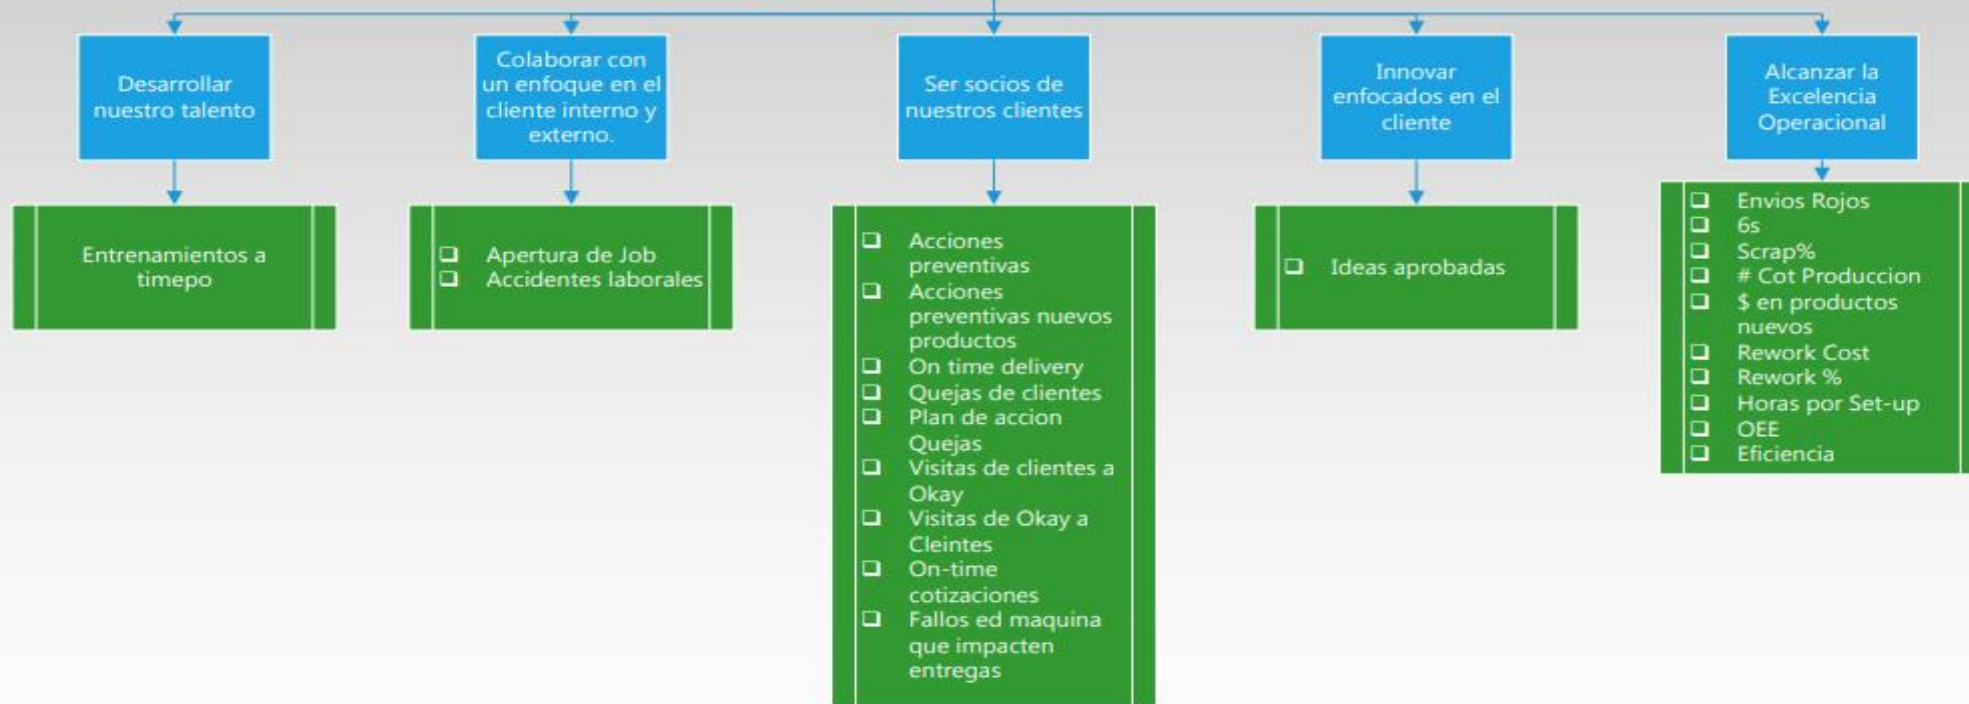 Desarrollar
nuestro talento
Colaborar con
un enfoque en el
cliente interno y
externo.
Ser socios de
nuestros clientes
Innovar
enfocados en el
cliente
Alcanzar la
Excelencia
Operacional
Entrenamientos a
timepo
Apertura de Job
Accidentes laborales
Acciones
preventivas
Acciones
preventivas nuevos
productos
On time delivery
Quejas de clientes
Plan de accion
Quejas
Visitas de clientes a
Okay
Visitas de Okay a
Cleintes
On-time
cotizaciones
Fallos ed maquina
que impacten
entregas
Ideas aprobadas
Envios Rojos
6s
Scrap%
# Cot Produccion
$ en productos
nuevos
Rework Cost
Rework %
Horas por Set-up
OEE
Eficiencia